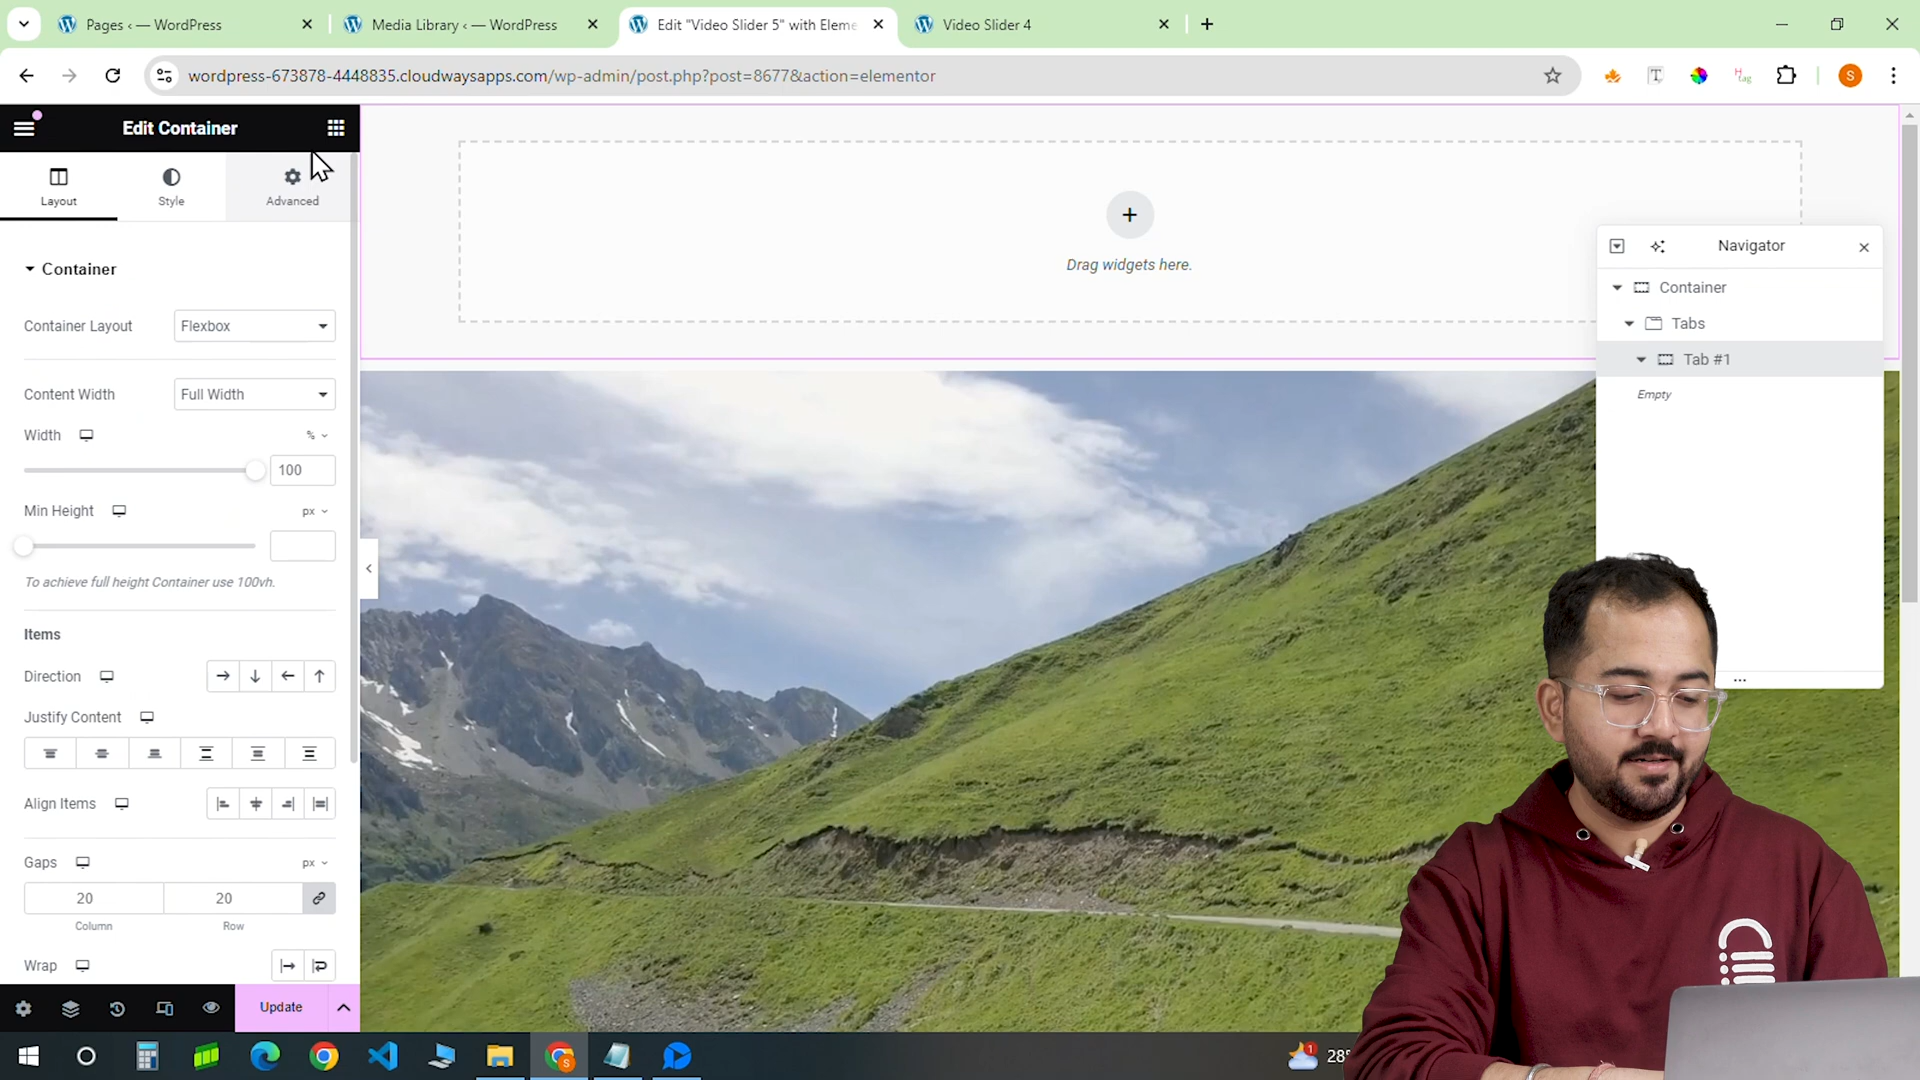 Pages ‹ — WordPress
Media Library ‹ — WordPress
Edit "Video Slider 5" with Eleme
Video Slider 4
wordpress-673878-4448835.cloudwaysapps.com/wp-admin/post.php?post=8677&action=elementor
S
Edit Container
Layout
Style
Advanced
Container
Container Layout
Flexbox
Content Width
Full Width
Width
%
100
Min Height
px
To achieve full height Container use 100vh.
Items
Direction
Justify Content
Align Items
Gaps
px
20
20
Column
Row
Wrap
Update
Drag widgets here.
Navigator
Container
Tabs
Tab #1
Empty
1
28°